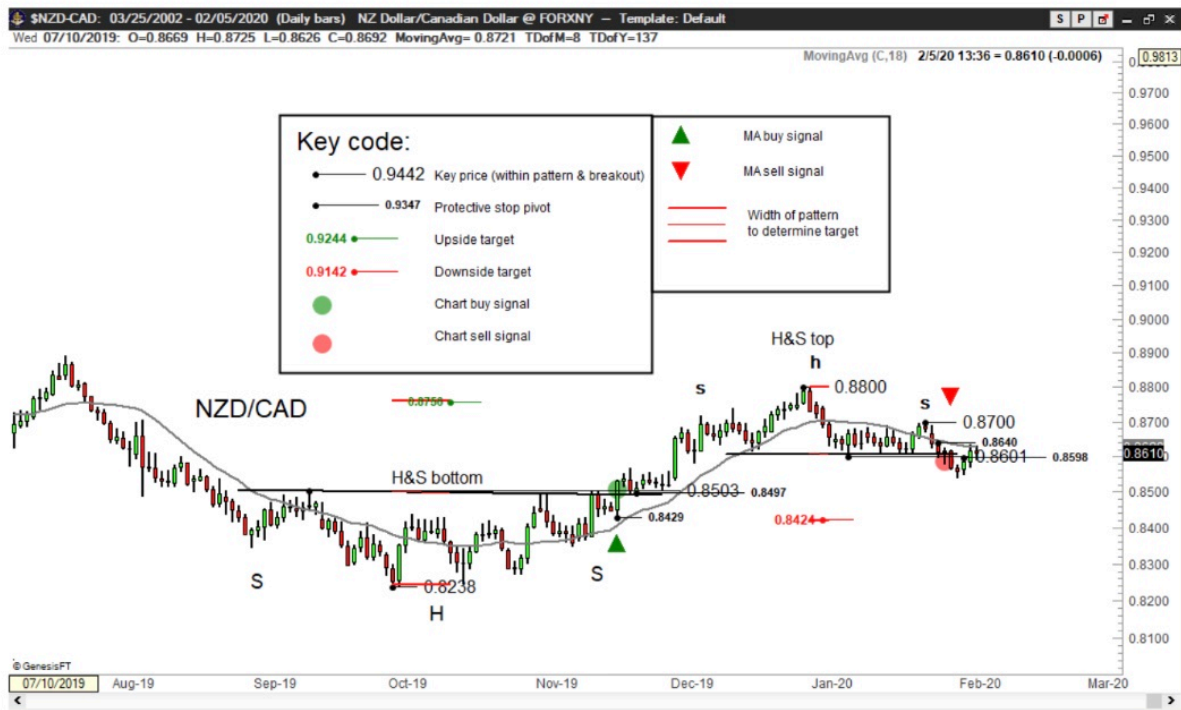 $NZD-CAD: 03/25/2002 - 02/05/2020 (Daily bars) NZ Dollar/Canadian Dollar @ FORXNY – Template: Default
S P
Wed 07/10/2019: O=0.8669 H=0.8725 L=0.8626 C=0.8692 MovingAvg= 0.8721 TDofM=8 TDofY=137
MovingAvg (C,18) 2/5/20 13:36 = 0.8610 (-0.0006)
0.9813
0.9700
0.9600
0.9500
0.9400
0.9300
0.9200
0.9100
0.9000
0.8900
0.8800
0.8700
0.8610
0.8500
0.8400
0.8300
0.8200
0.8100
Key code:
0.9442 Key price (within pattern & breakout)
0.9347 Protective stop pivot
0.9244 Upside target
0.9142 Downside target
Chart buy signal
Chart sell signal
MA buy signal
MA sell signal
Width of pattern
to determine target
H&S top
h
0.8800
s
s
0.8700
0.8640
0.8601
0.8598
NZD/CAD
H&S bottom
0.8503
0.8497
0.8429
0.8424
S
0.8238
H
S
© GenesisFT
07/10/2019 Aug-19 Sep-19 Oct-19 Nov-19 Dec-19 Jan-20 Feb-20 Mar-20